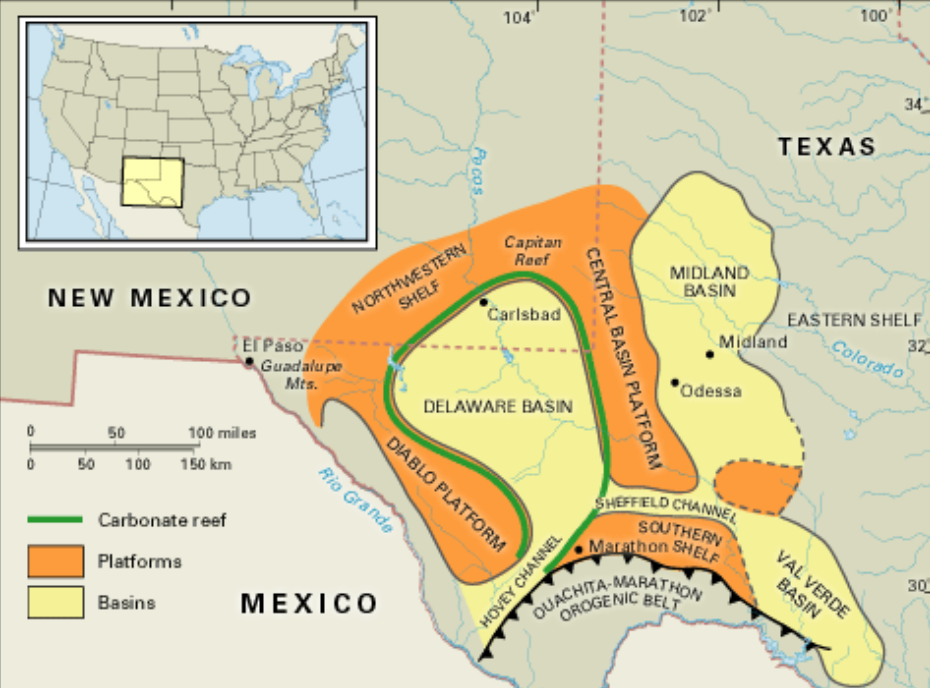 104°
102°
100°
34°
TEXAS
Pecos
Capitan
Reef
NORTHWESTERN
SHELF
CENTRAL BASIN PLATFORM
MIDLAND
BASIN
NEW MEXICO
Carlsbad
EASTERN SHELF
Midland
32°
Colorado
El Paso
Guadalupe
Mts.
Odessa
DELAWARE BASIN
0 50 100 miles
0 50 100 150 km
DIABLO PLATFORM
Rio Grande
SHEFFIELD CHANNEL
Carbonate reef
SOUTHERN
SHELF
Marathon
Platforms
HOVEY CHANNEL
VAL VERDE
BASIN
30°
OUACHITA-MARATHON
OROGENIC BELT
Basins
MEXICO